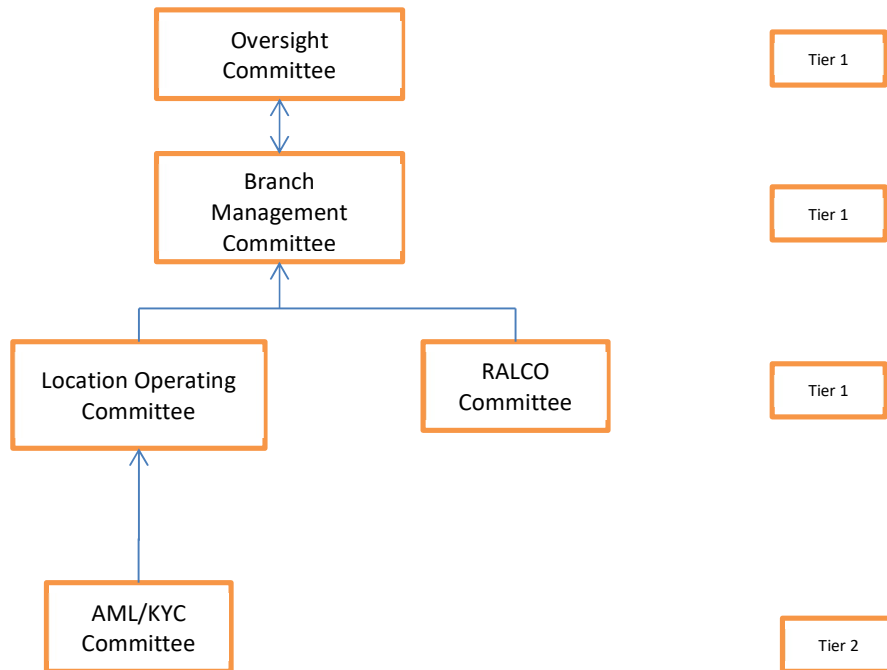 Oversight
Committee
Tier 1
Branch
Management
Committee
Tier 1
Location Operating
Committee
RALCO
Committee
Tier 1
AML/KYC
Committee
Tier 2